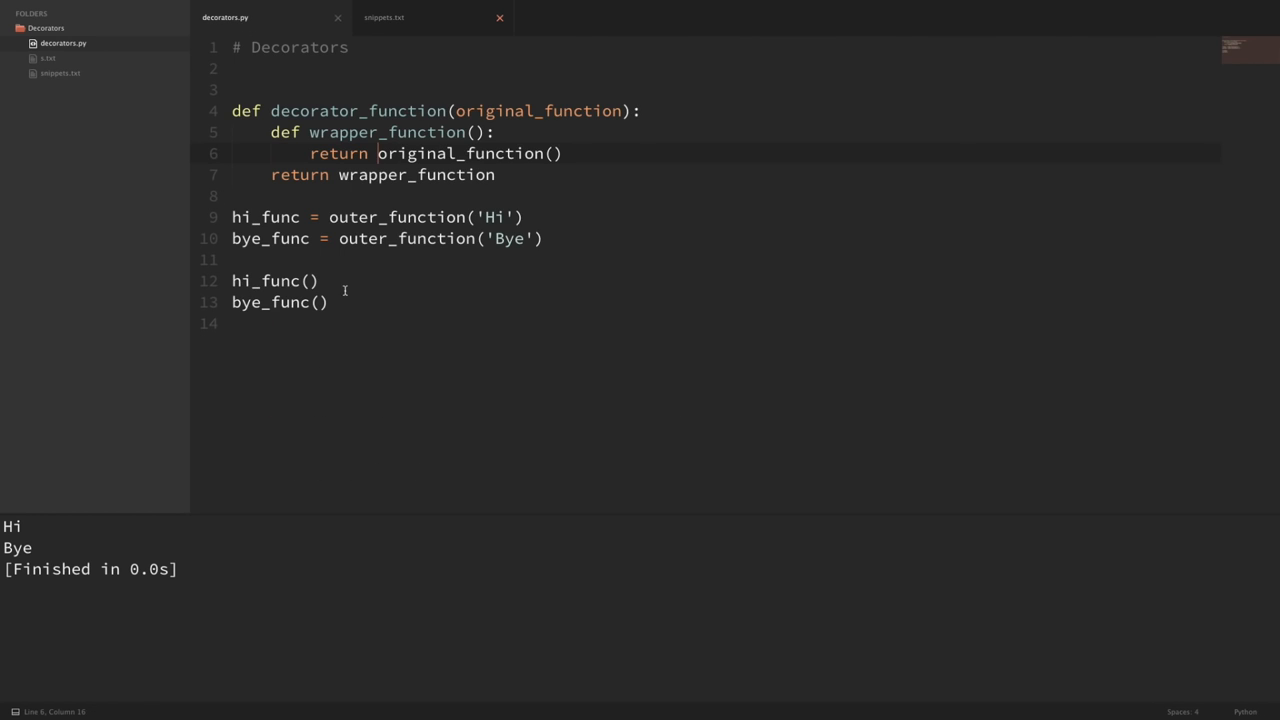 FOLDERS
Decorators
decorators.py
s.txt
snippets.txt
decorators.py
snippets.txt
1 # Decorators
2
3
4 def decorator_function(original_function):
5     def wrapper_function():
6         return original_function()
7     return wrapper_function
8
9 hi_func = outer_function('Hi')
10 bye_func = outer_function('Bye')
11
12 hi_func()
13 bye_func()
14
Hi
Bye
[Finished in 0.0s]
Line 6, Column 16
Spaces: 4
Python